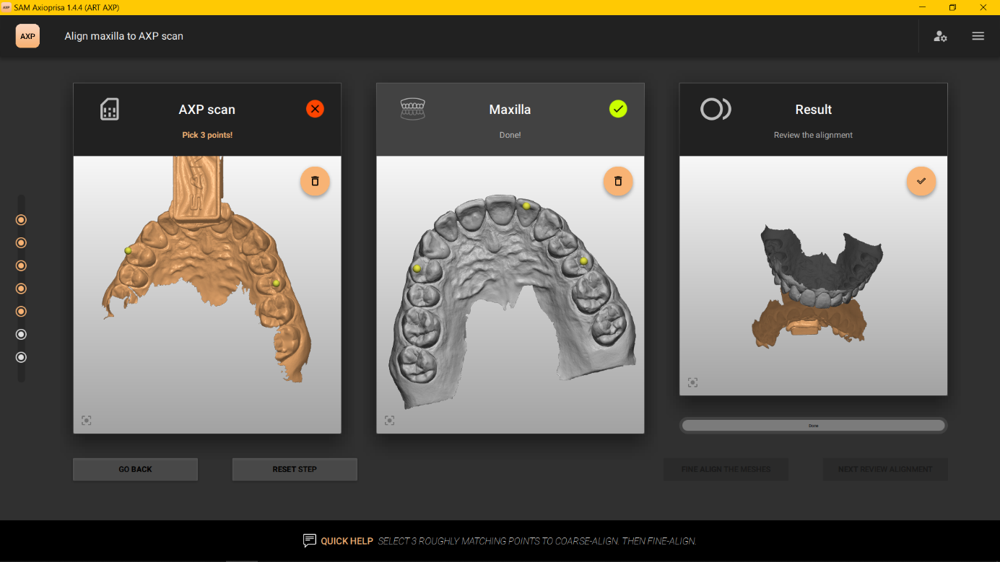 AXP SAM Axioprisa 1.4.4 (ART AXP)
AXP Align maxilla to AXP scan
AXP scan
Pick 3 points!
Maxilla
Done!
Result
Review the alignment
Done
GO BACK
RESET STEP
FINE ALIGN THE MESHES
NEXT REVIEW ALIGNMENT
QUICK HELP SELECT 3 ROUGHLY MATCHING POINTS TO COARSE-ALIGN. THEN FINE-ALIGN.